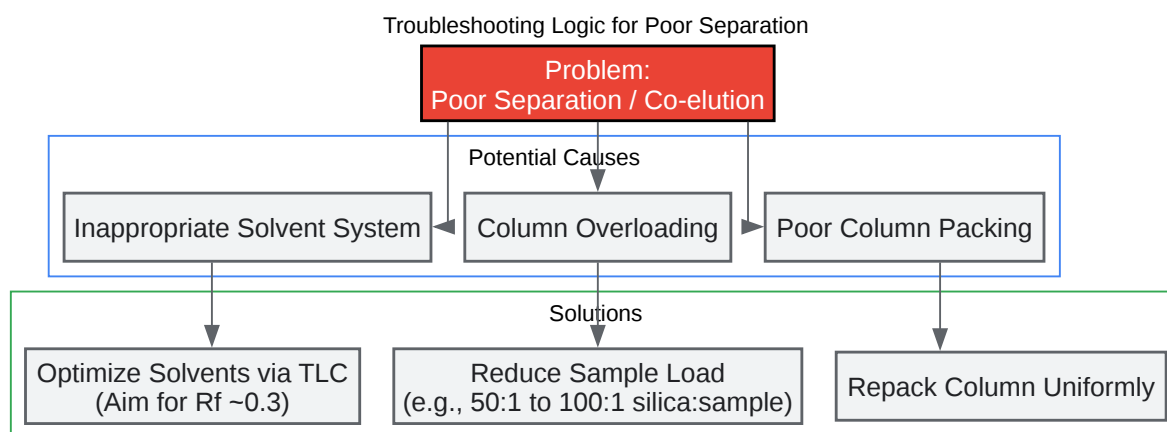 Troubleshooting Logic for Poor Separation
Problem:
Poor Separation / Co-elution
Potential Causes
Inappropriate Solvent System
Column Overloading
Poor Column Packing
Solutions
Optimize Solvents via TLC
(Aim for Rf ~0.3)
Reduce Sample Load
(e.g., 50:1 to 100:1 silica:sample)
Repack Column Uniformly